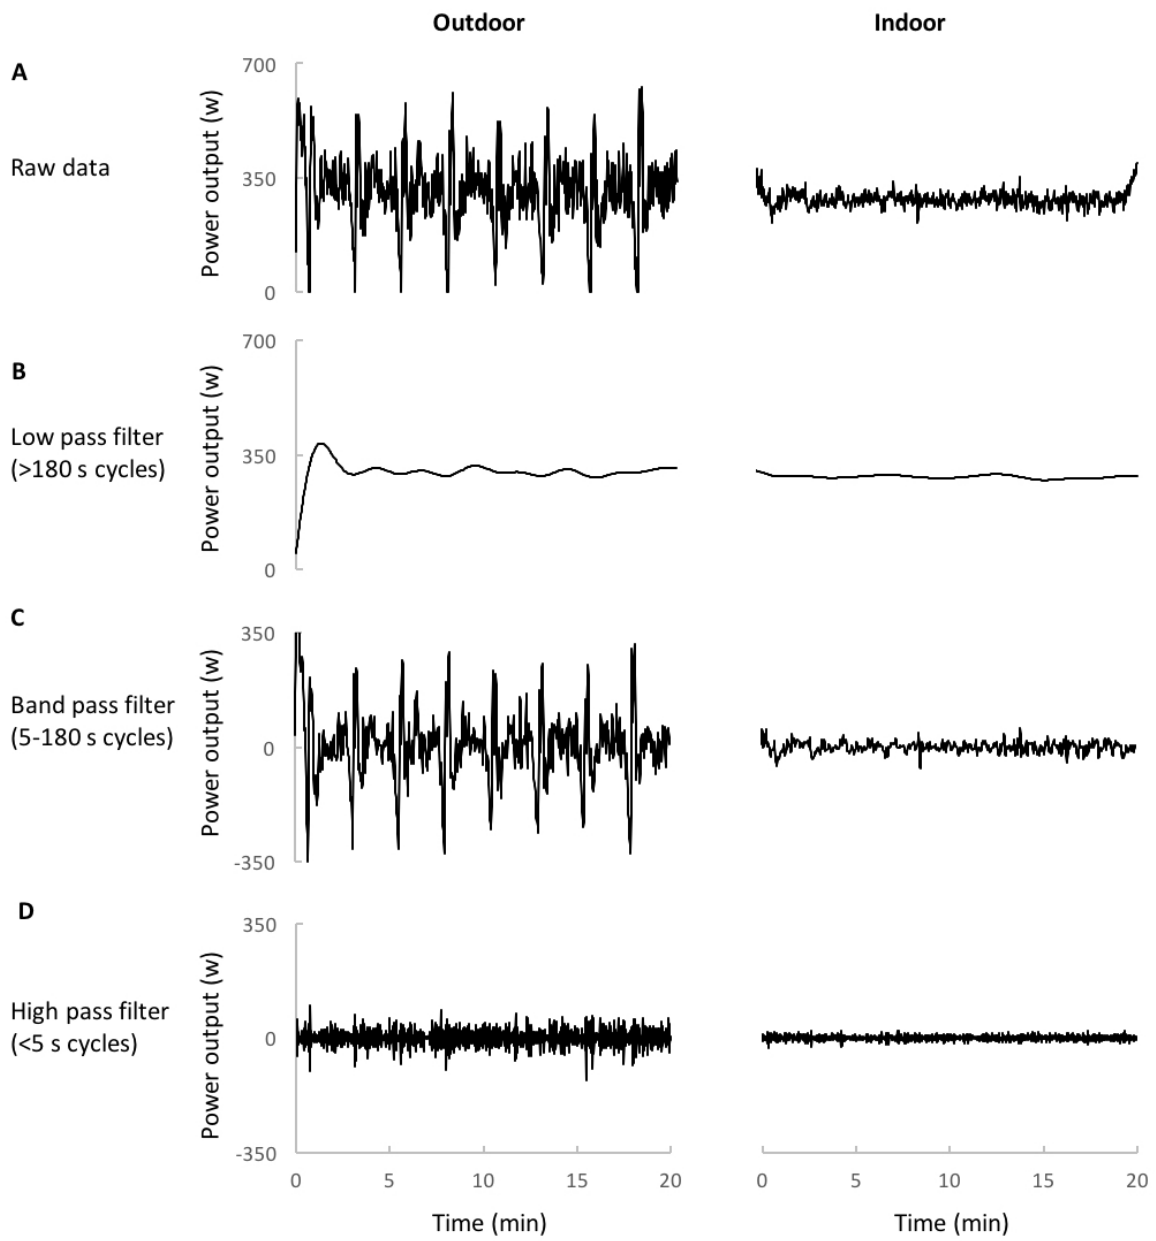 Outdoor
Indoor
A
Raw data
Power output (w)
700
350
0
B
Low pass filter
(>180 s cycles)
Power output (w)
700
350
0
C
Band pass filter
(5-180 s cycles)
Power output (w)
350
0
-350
D
High pass filter
(<5 s cycles)
Power output (w)
350
0
-350
0 5 10 15 20
0 5 10 15 20
Time (min)
Time (min)